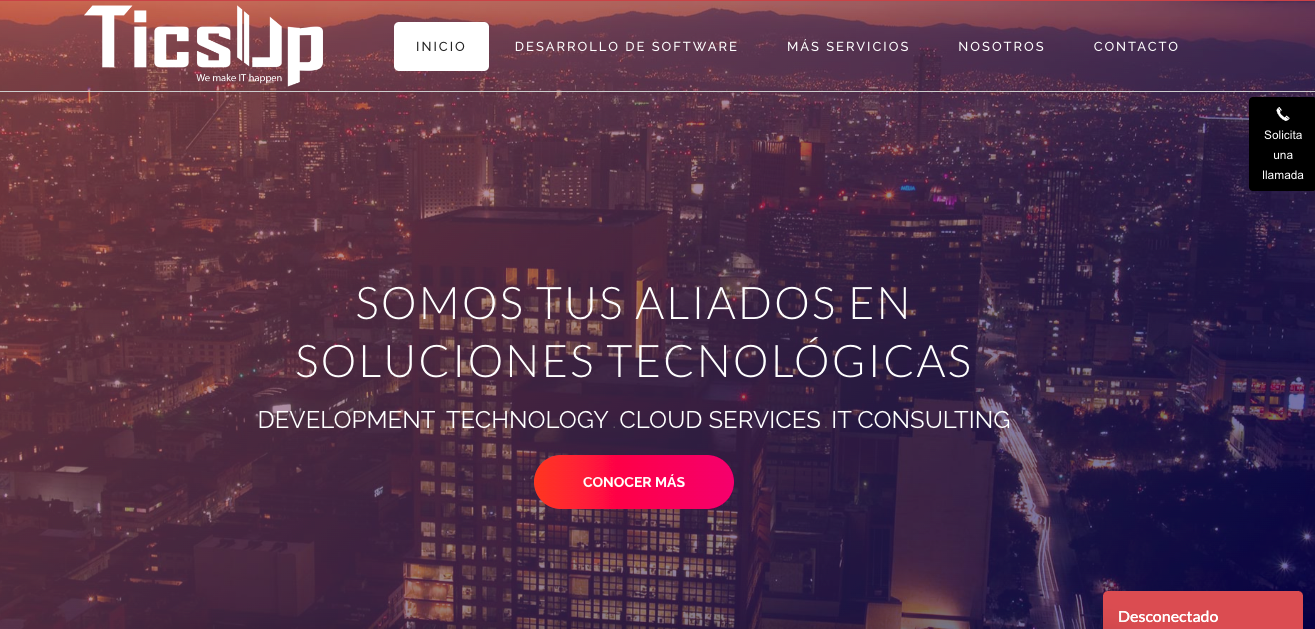 TicsUp
We make IT happen
INICIO
DESARROLLO DE SOFTWARE
MÁS SERVICIOS
NOSOTROS
CONTACTO
Solicita
una
llamada
SOMOS TUS ALIADOS EN
SOLUCIONES TECNOLÓGICAS
DEVELOPMENT TECHNOLOGY CLOUD SERVICES IT CONSULTING
CONOCER MÁS
Desconectado